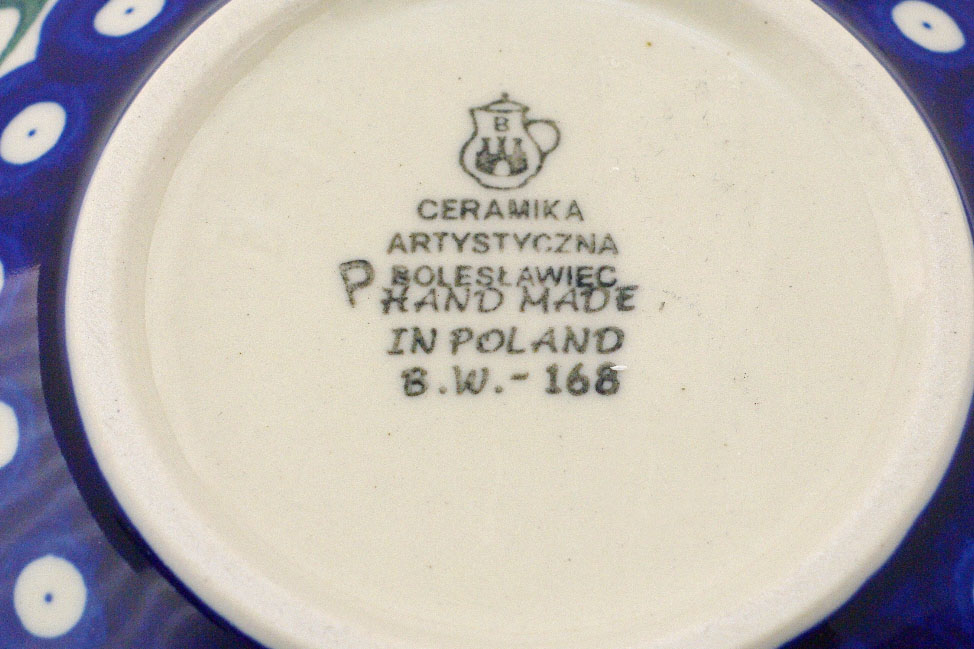 B
CERAMIKA
ARTYSTYCZNA
P BOLESŁAWIEC
HAND MADE
IN POLAND
B.W.-168